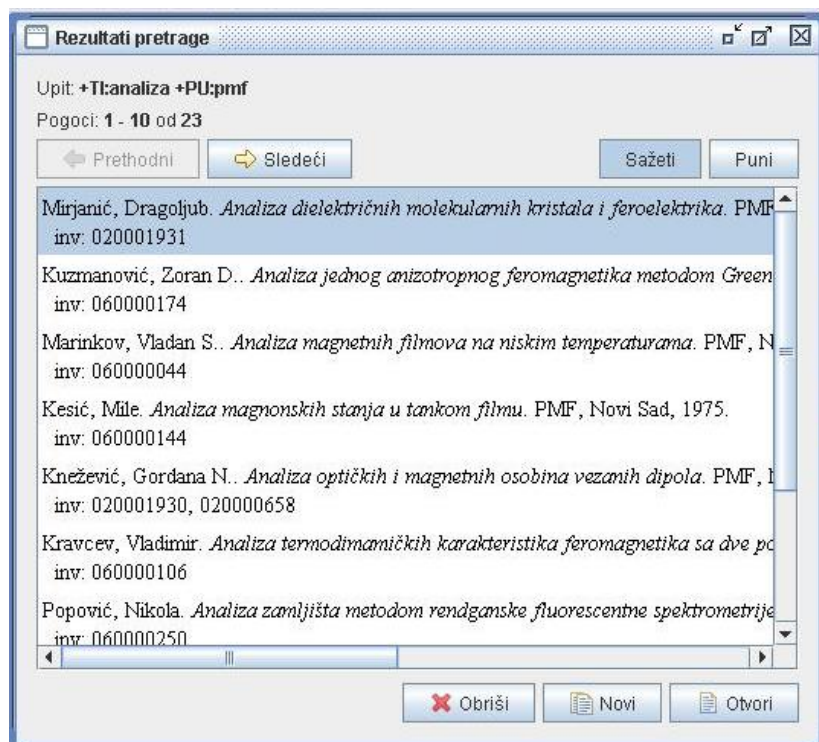 Rezultati pretrage
Upit: +TI:analiza +PU:pmf
Pogoci: 1 - 10 od 23
Prethodni Sledeći Sažeti Puni
Mirjanić, Dragoljub. Analiza dielektričnih molekularnih kristala i feroelektrika. PMF
inv: 020001931
Kuzmanović, Zoran D.. Analiza jednog anizotropnog feromagnetika metodom Green
inv: 060000174
Marinkov, Vladan S.. Analiza magnetnih filmova na niskim temperaturama. PMF, N
inv: 060000044
Kesić, Mile. Analiza magnonskih stanja u tankom filmu. PMF, Novi Sad, 1975.
inv: 060000144
Knežević, Gordana N.. Analiza optičkih i magnetnih osobina vezanih dipola. PMF,
inv: 020001930, 020000658
Kravcev, Vladimir. Analiza termodimamičkih karakteristika feromagnetika sa dve po
inv: 060000106
Popović, Nikola. Analiza zamljišta metodom rendganske fluorescentne spektrometrije
inv: 060000250
Obriši Novi Otvori